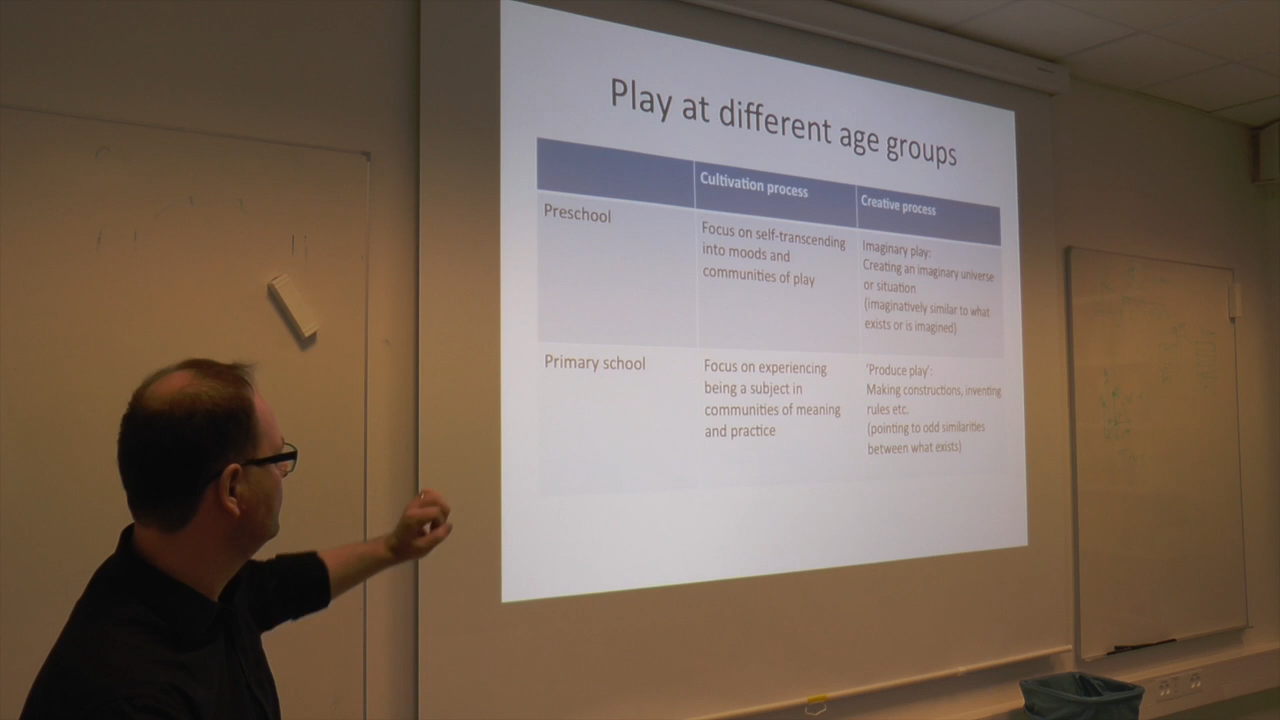 Play at different age groups
Cultivation process
Creative process
Preschool
Focus on self-transcending
into moods and
communities of play
Imaginary play:
Creating an imaginary universe
or situation
(imaginatively similar to what
exists or is imagined)
Primary school
Focus on experiencing
being a subject in
communities of meaning
and practice
‘Produce play’:
Making constructions, inventing
rules etc.
(pointing to odd similarities
between what exists)